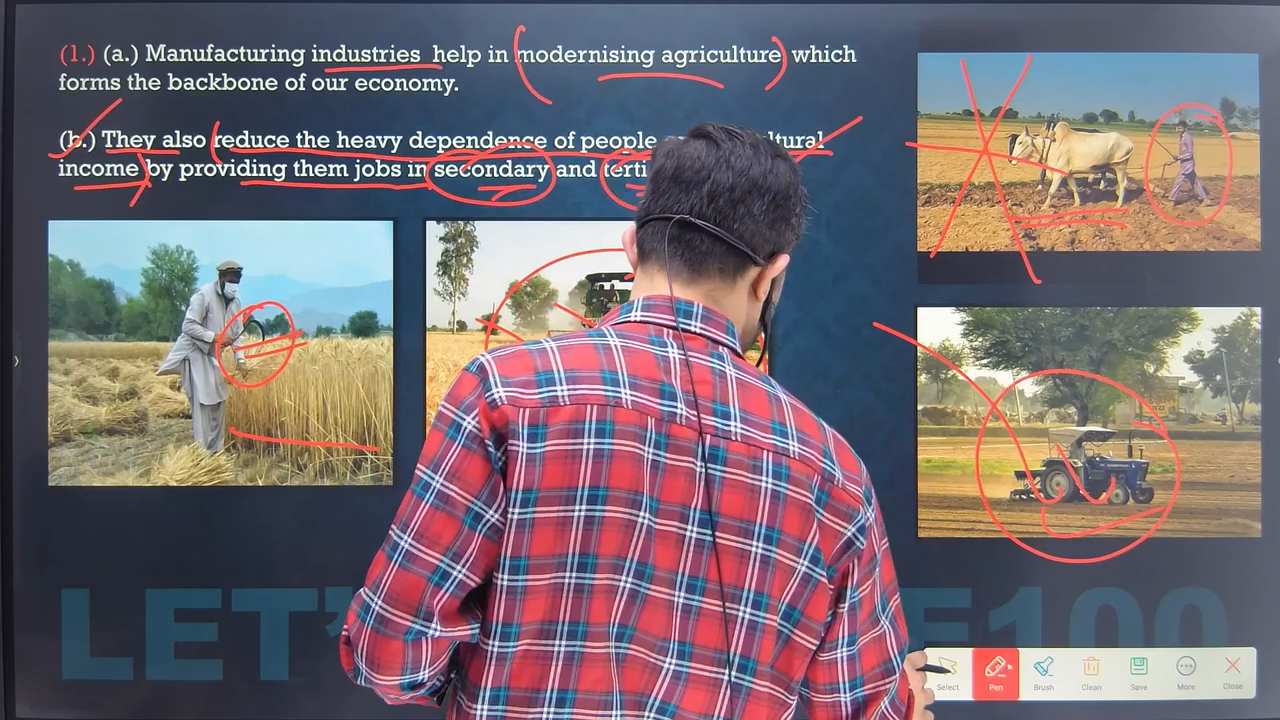 (1.) (a.) Manufacturing industries help in modernising agriculture which
forms the backbone of our economy.
(b.) They also reduce the heavy dependence of people
income by providing them jobs in secondary and
LET'
E100
Select
Pen
Brush
Clean
Save
More
Close